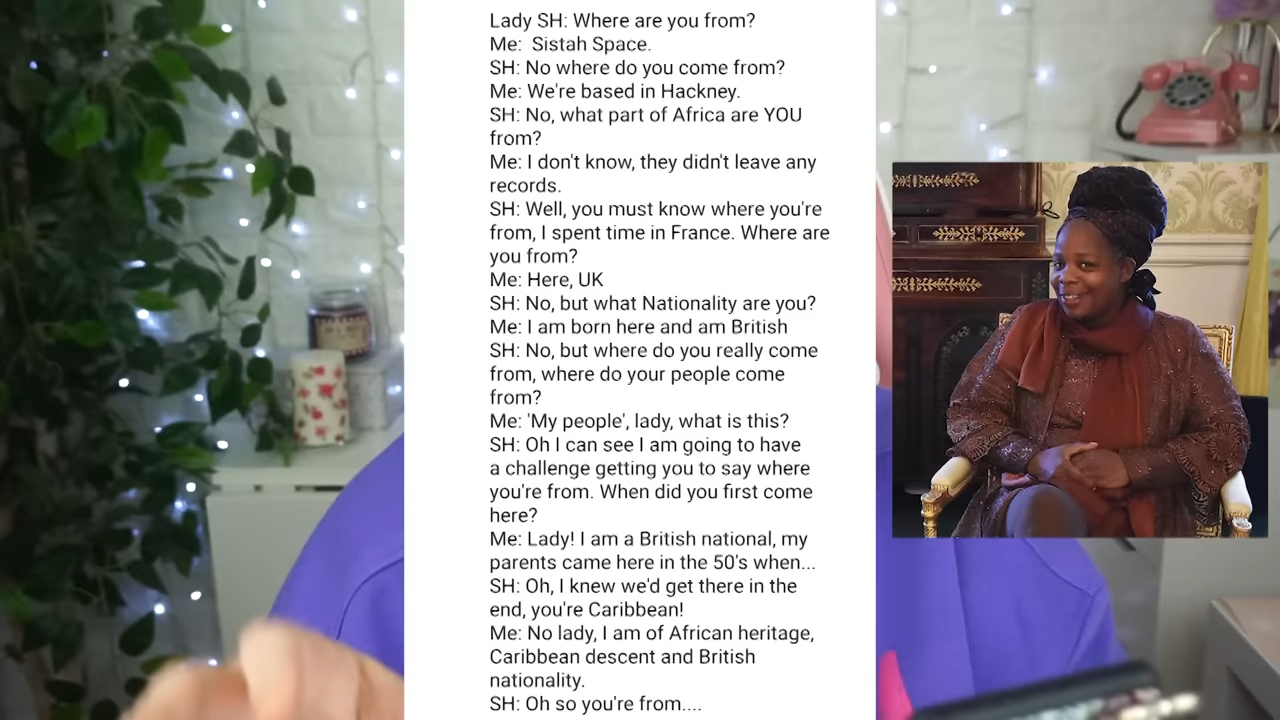 Lady SH: Where are you from?
Me:  Sistah Space.
SH: No where do you come from?
Me: We're based in Hackney.
SH: No, what part of Africa are YOU
from?
Me: I don't know, they didn't leave any
records.
SH: Well, you must know where you're
from, I spent time in France. Where are
you from?
Me: Here, UK
SH: No, but what Nationality are you?
Me: I am born here and am British
SH: No, but where do you really come
from, where do your people come
from?
Me: 'My people', lady, what is this?
SH: Oh I can see I am going to have
a challenge getting you to say where
you're from. When did you first come
here?
Me: Lady! I am a British national, my
parents came here in the 50's when...
SH: Oh, I knew we'd get there in the
end, you're Caribbean!
Me: No lady, I am of African heritage,
Caribbean descent and British
nationality.
SH: Oh so you're from....